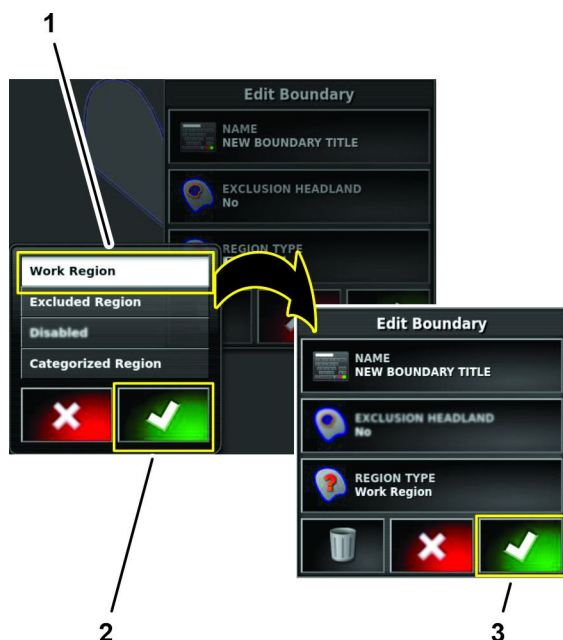 1
Edit Boundary
NAME
NEW BOUNDARY TITLE
EXCLUSION HEADLAND
No
REGION TYPE
Work Region
Excluded Region
Disabled
Categorized Region
Edit Boundary
NAME
NEW BOUNDARY TITLE
EXCLUSION HEADLAND
No
REGION TYPE
Work Region
2
3